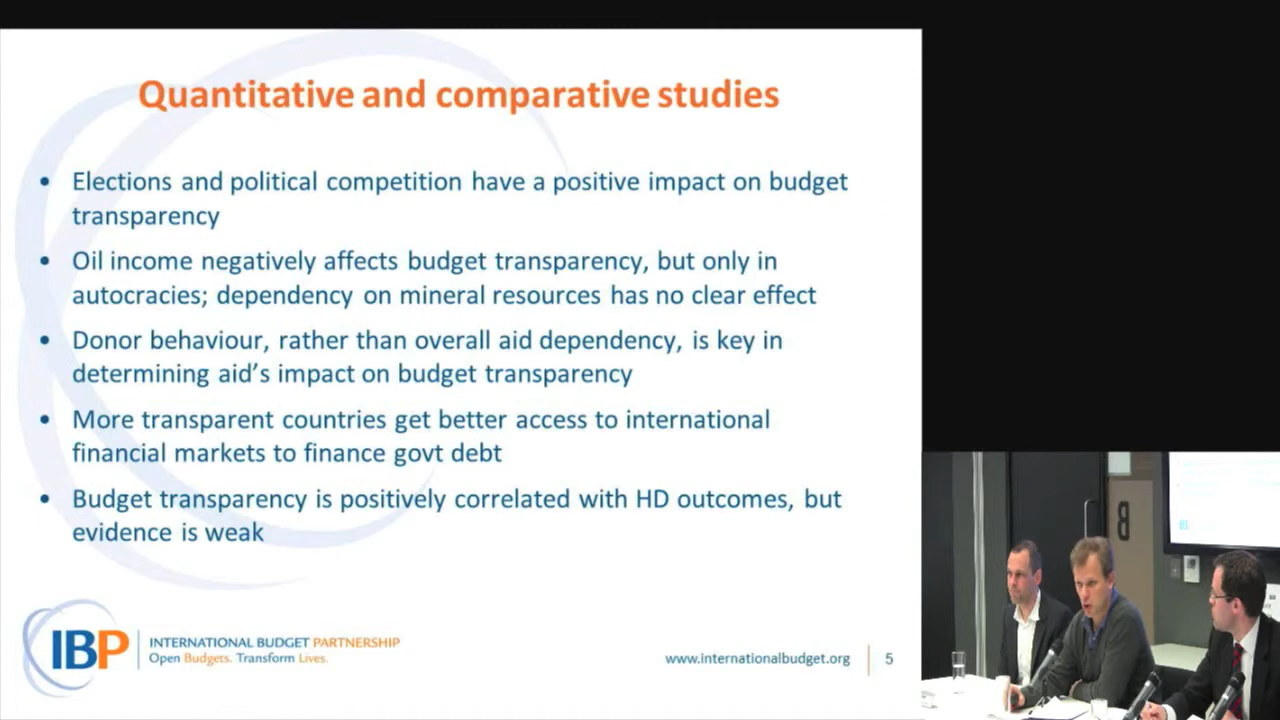 Quantitative and comparative studies
• Elections and political competition have a positive impact on budget
transparency
• Oil income negatively affects budget transparency, but only in
autocracies; dependency on mineral resources has no clear effect
• Donor behaviour, rather than overall aid dependency, is key in
determining aid's impact on budget transparency
• More transparent countries get better access to international
financial markets to finance govt debt
• Budget transparency is positively correlated with HD outcomes, but
evidence is weak
IBP
INTERNATIONAL BUDGET PARTNERSHIP
Open Budgets. Transform Lives.
www.internationalbudget.org
5
B